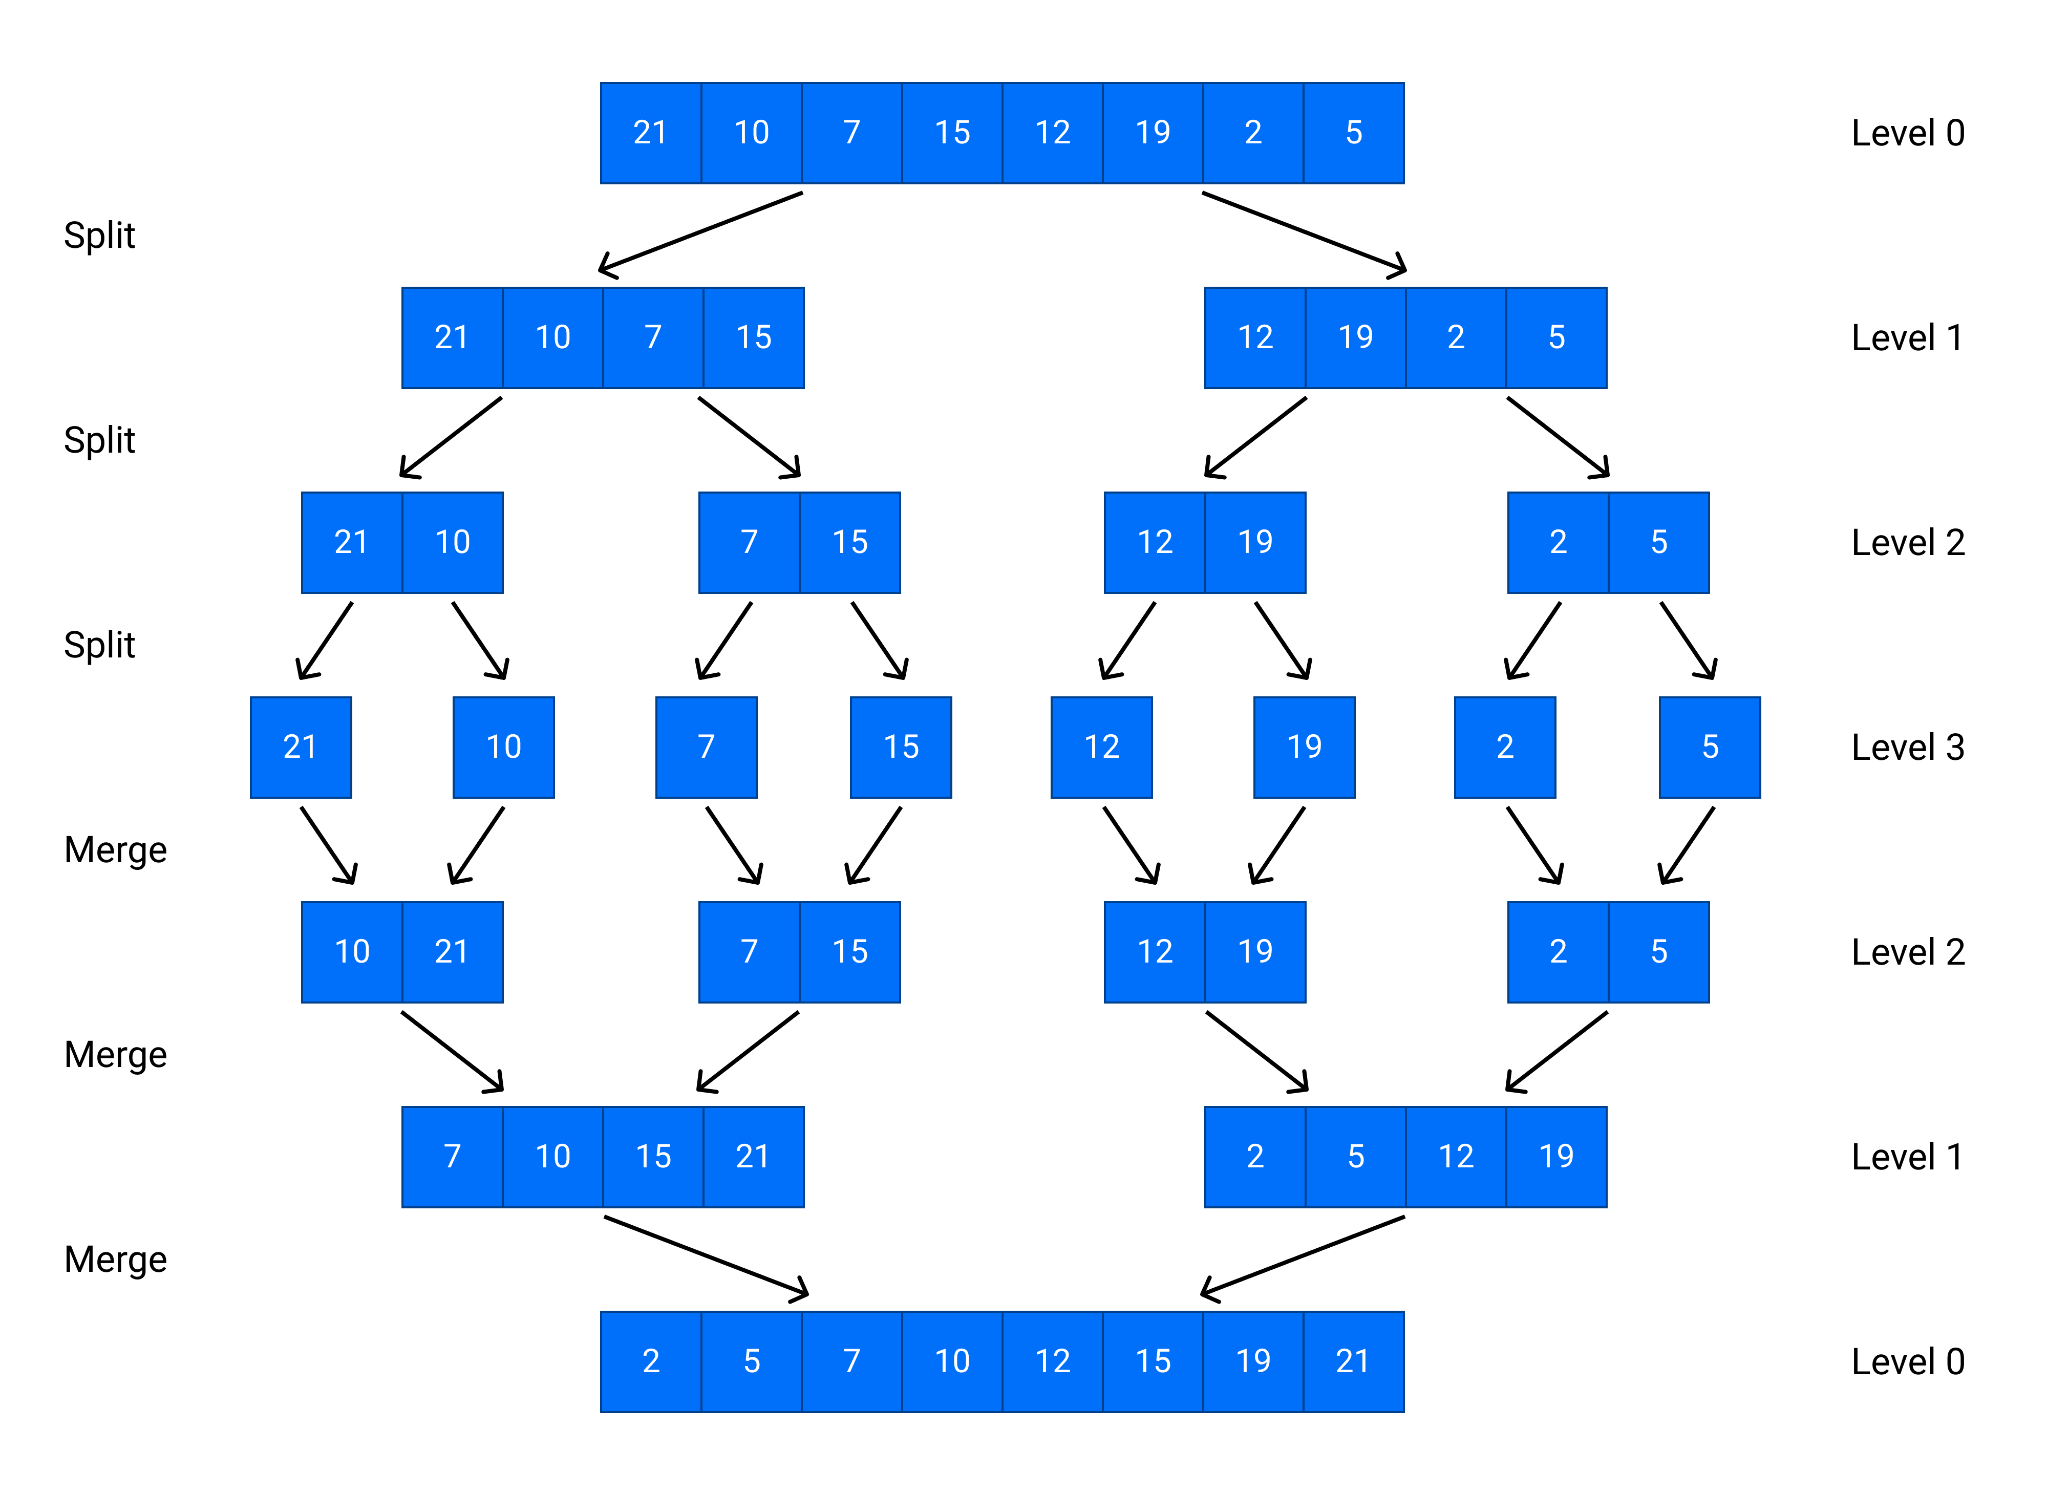 21 10 7 15 12 19 2 5 Level 0
Split
21 10 7 15 12 19 2 5 Level 1
Split
21 10 7 15 12 19 2 5 Level 2
Split
21 10 7 15 12 19 2 5 Level 3
Merge
10 21 7 15 12 19 2 5 Level 2
Merge
7 10 15 21 2 5 12 19 Level 1
Merge
2 5 7 10 12 15 19 21 Level 0